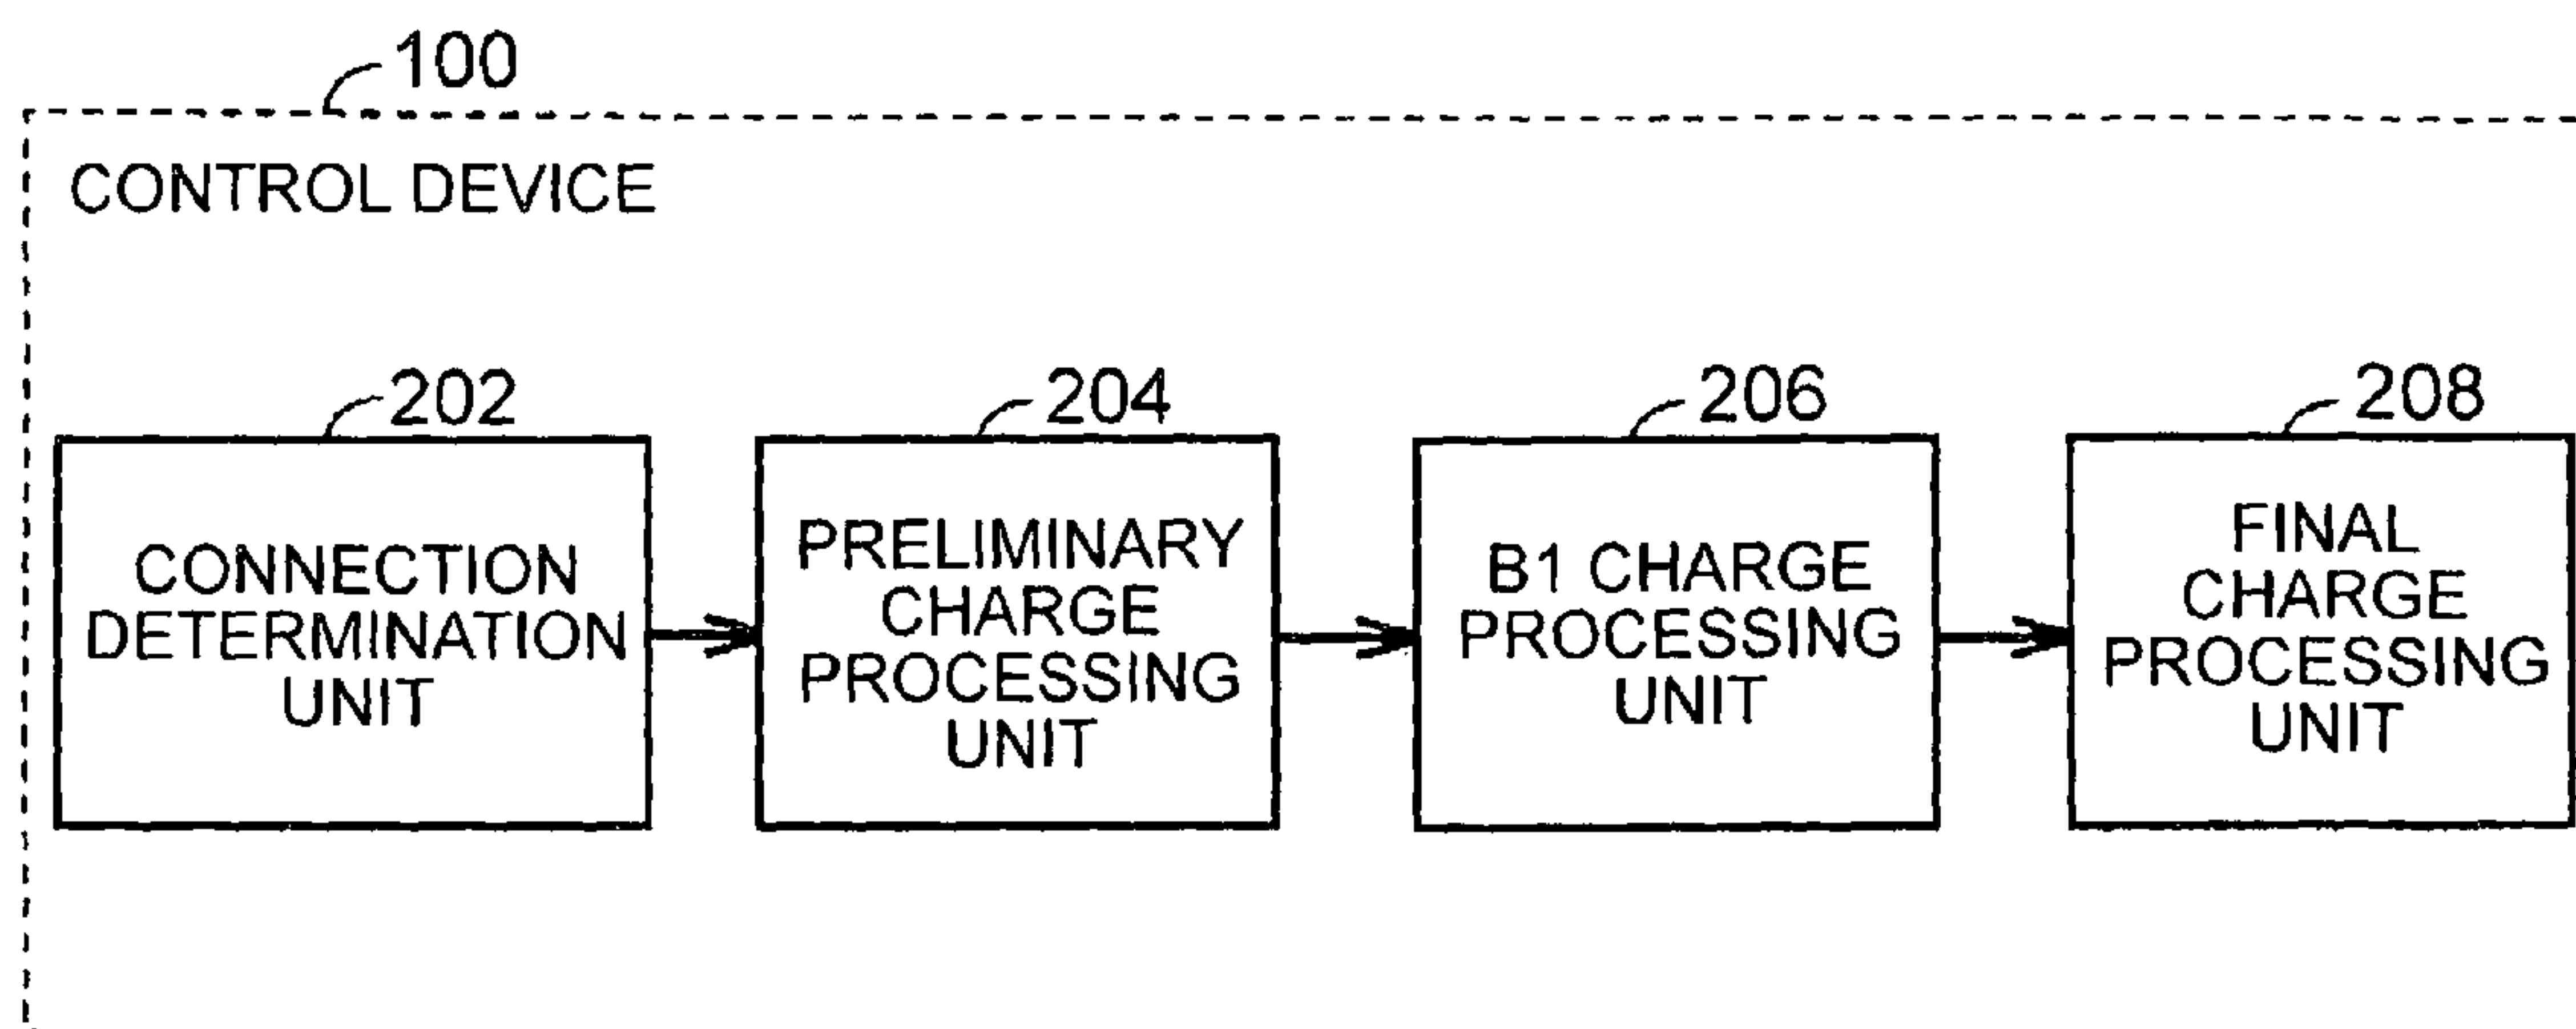 100
CONTROL DEVICE
202
CONNECTION
DETERMINATION
UNIT
204
PRELIMINARY
CHARGE
PROCESSING
UNIT
206
B1 CHARGE
PROCESSING
UNIT
208
FINAL
CHARGE
PROCESSING
UNIT